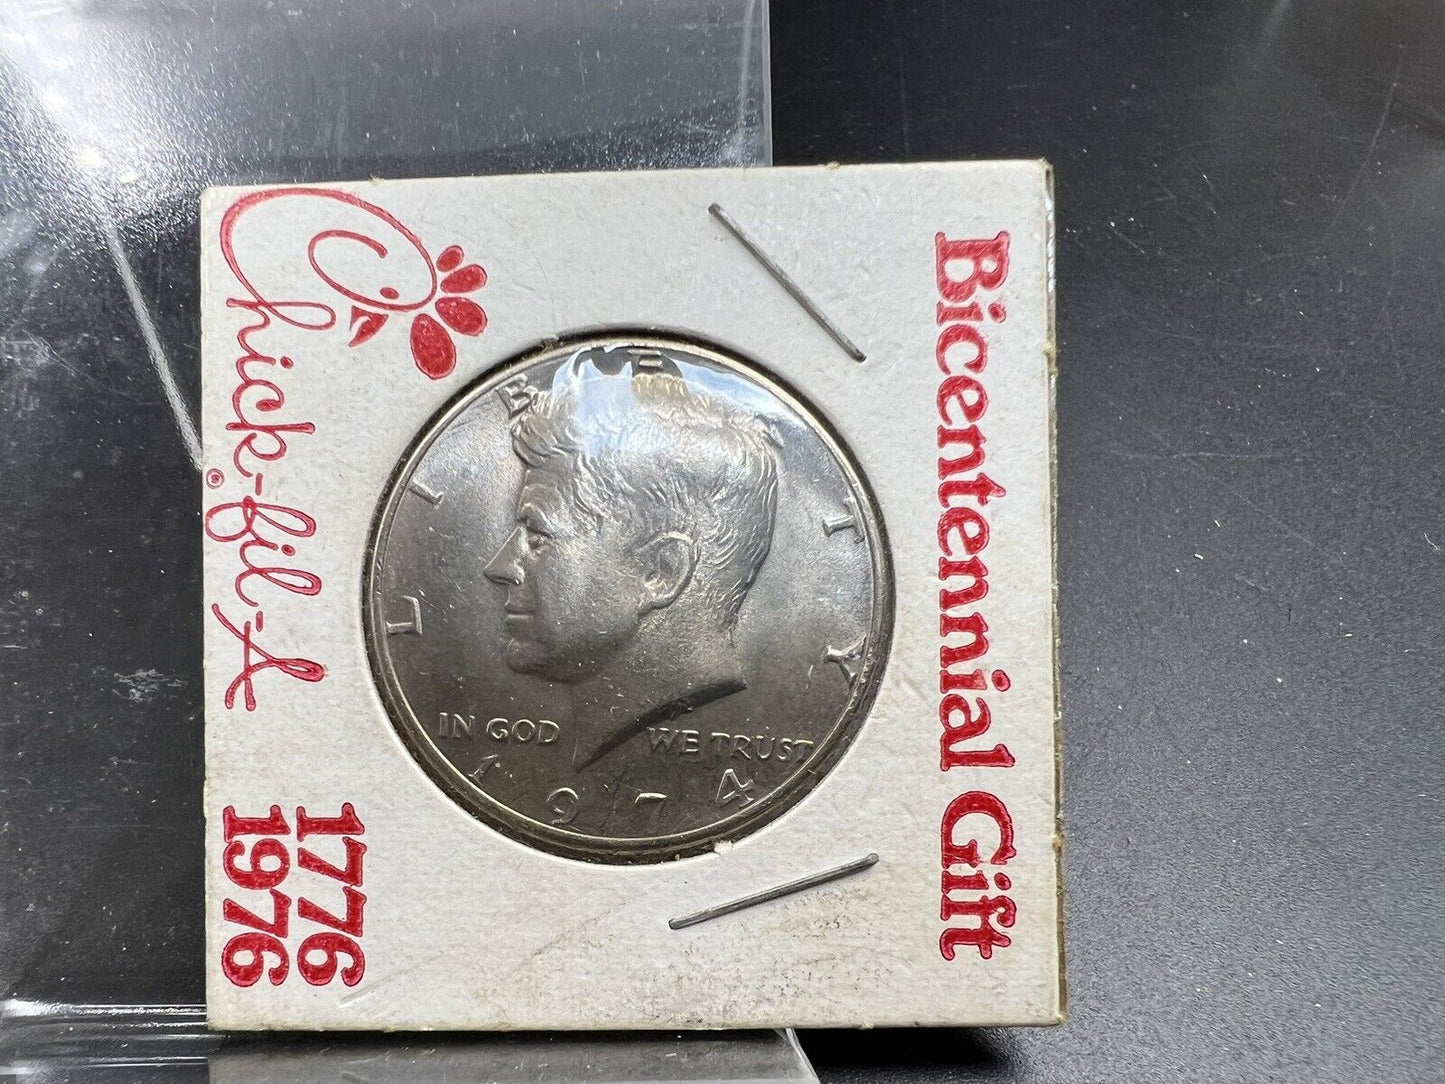 Chick-fil-A®
1776
1976
LIBERTY
IN GOD WE TRUST
1974
Bicentennial Gift